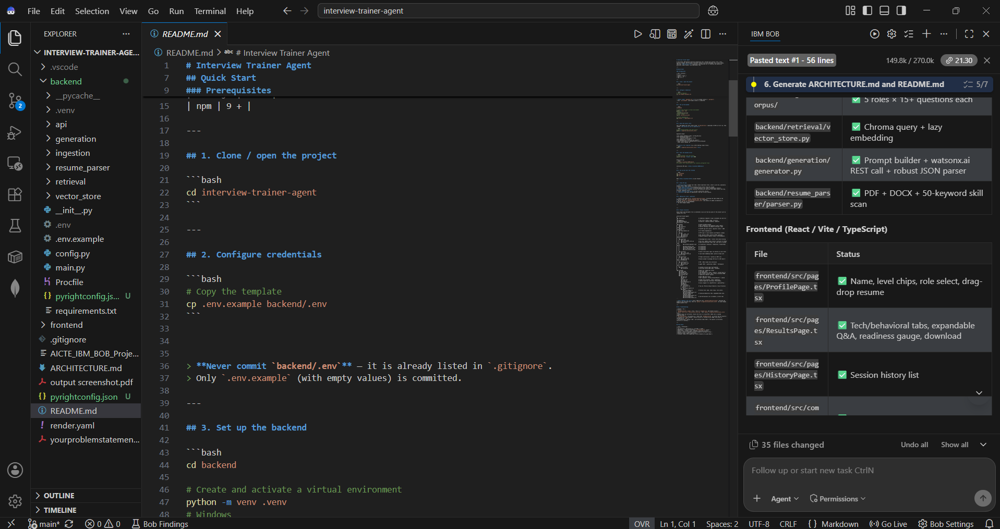 File Edit Selection View Go Run Terminal Help
interview-trainer-agent
EXPLORER
INTERVIEW-TRAINER-AGE...
.vscode
backend
__pycache__
.venv
api
generation
ingestion
resume_parser
retrieval
vector_store
__init__.py
.env
.env.example
config.py
main.py
Procfile
pyrightconfig.js... U
requirements.txt
frontend
.gitignore
AICTE_IBM_BOB_Proje...
ARCHITECTURE.md
output screenshot.pdf
pyrightconfig.json U
README.md
render.yaml
yourproblemstatemen...
OUTLINE
TIMELINE
2
README.md
README.md > abc # Interview Trainer Agent
1 # Interview Trainer Agent
7 ## Quick Start
9 ### Prerequisites
15 | npm | 9 + |
16
17 ---
18
19 ## 1. Clone / open the project
20
21 ```bash
22 cd interview-trainer-agent
23 ```
24
25 ---
26
27 ## 2. Configure credentials
28
29 ```bash
30 # Copy the template
31 cp .env.example backend/.env
32 ```
33
34
35
36 > **Never commit `backend/.env`** — it is already listed in `.gitignore`.
37 > Only `.env.example` (with empty values) is committed.
38
39 ---
40
41 ## 3. Set up the backend
42
43 ```bash
44 cd backend
45
46 # Create and activate a virtual environment
47 python -m venv .venv
48 # Windows
IBM BOB
Pasted text #1 - 56 lines 149.8k / 270.0k 21.30
6. Generate ARCHITECTURE.md and README.md 5/7
orpus/
✅ 5 roles × 15+ questions each
backend/retrieval/v
ector_store.py
✅ Chroma query + lazy
embedding
backend/generation/
generator.py
✅ Prompt builder + watsonx.ai
REST call + robust JSON parser
backend/resume_pars
er/parser.py
✅ PDF + DOCX + 50-keyword skill
scan
Frontend (React / Vite / TypeScript)
File Status
frontend/src/pag
es/ProfilePage.t
sx
✅ Name, level chips, role select, drag-
drop resume
frontend/src/pag
es/ResultsPage.t
sx
✅ Tech/behavioral tabs, expandable
Q&A, readiness gauge, download
frontend/src/pag
es/HistoryPage.t
sx
✅ Session history list
frontend/src/com
35 files changed Undo all Show all
Follow up or start new task CtrlN
Agent Permissions
main* 0 0 Bob Findings OVR Ln 1, Col 1 Spaces: 2 UTF-8 CRLF {} Markdown Go Live Bob Settings